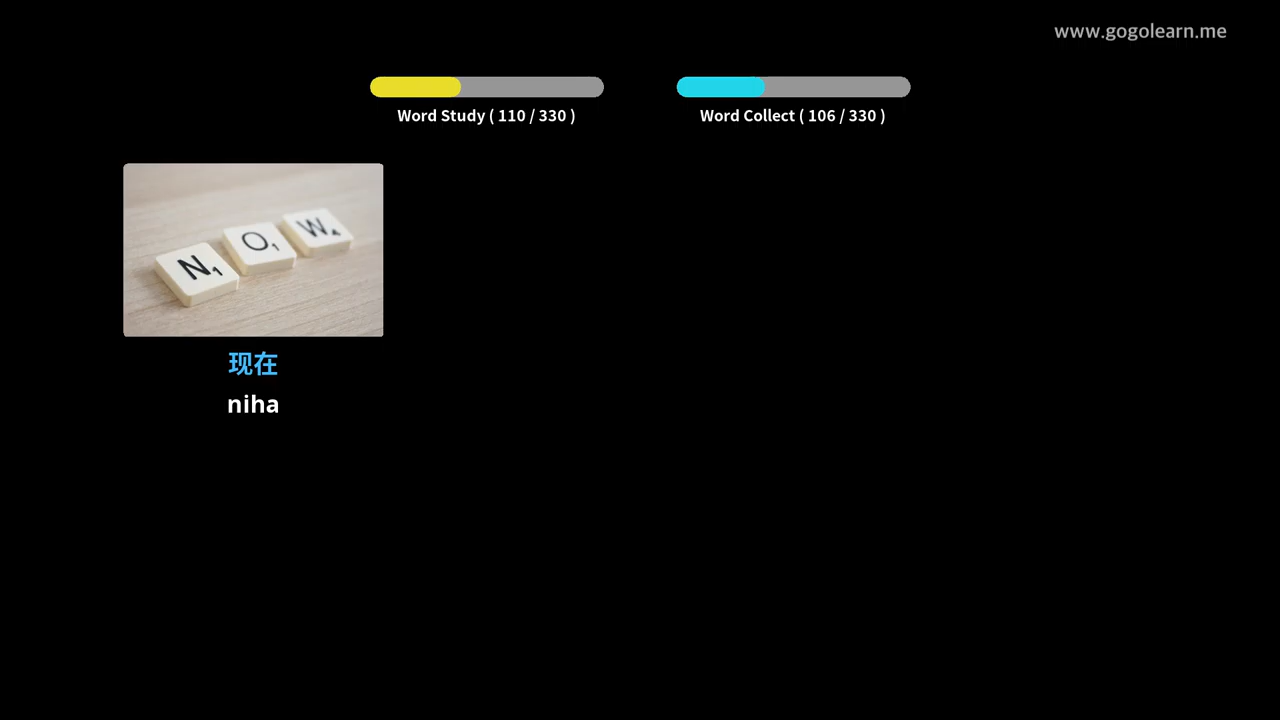 www.gogolearn.me
Word Study ( 110 / 330 )
Word Collect ( 106 / 330 )
N1 O1 W4
现在
niha